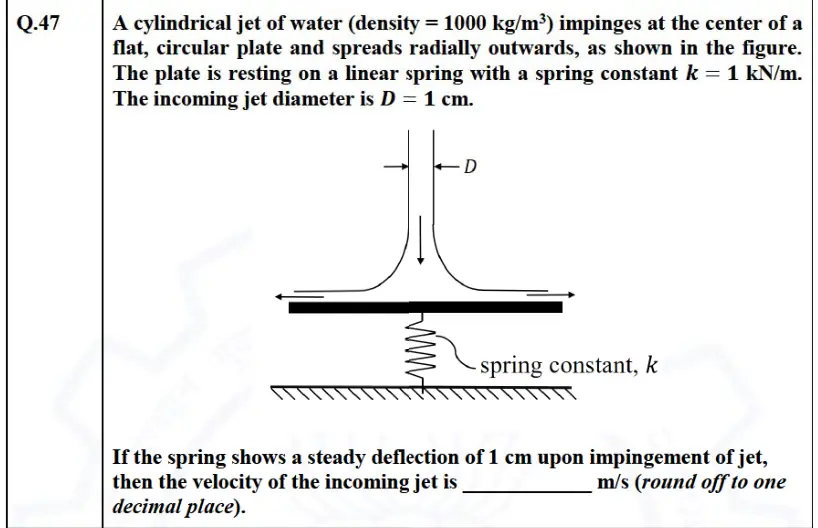 Q.47
A cylindrical jet of water (density = 1000 kg/m³) impinges at the center of a
flat, circular plate and spreads radially outwards, as shown in the figure.
The plate is resting on a linear spring with a spring constant k = 1 kN/m.
The incoming jet diameter is D = 1 cm.
D
spring constant, k
If the spring shows a steady deflection of 1 cm upon impingement of jet,
then the velocity of the incoming jet is ____________ m/s (round off to one
decimal place).